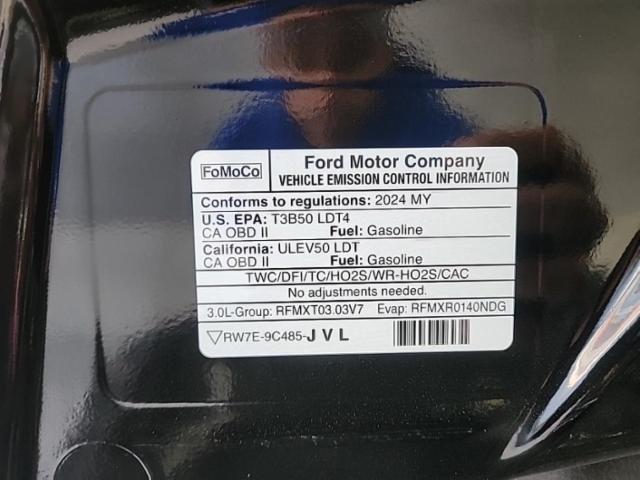 FoMoCo
Ford Motor Company
VEHICLE EMISSION CONTROL INFORMATION
Conforms to regulations: 2024 MY
U.S. EPA: T3B50 LDT4
CA OBD II Fuel: Gasoline
California: ULEV50 LDT
CA OBD II Fuel: Gasoline
TWC/DFI/TC/HO2S/WR-HO2S/CAC
No adjustments needed.
3.0L-Group: RFMXT03.03V7 Evap: RFMXR0140NDG
▽RW7E-9C485-J V L